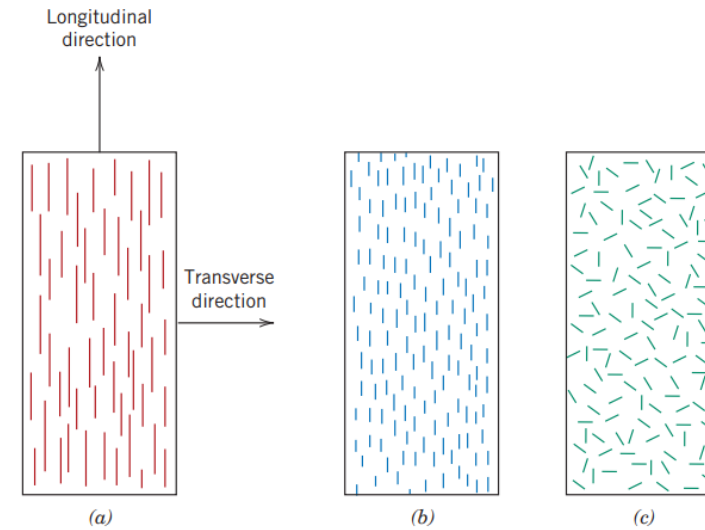 Longitudinal
direction
Transverse
direction
(a)
(b)
(c)